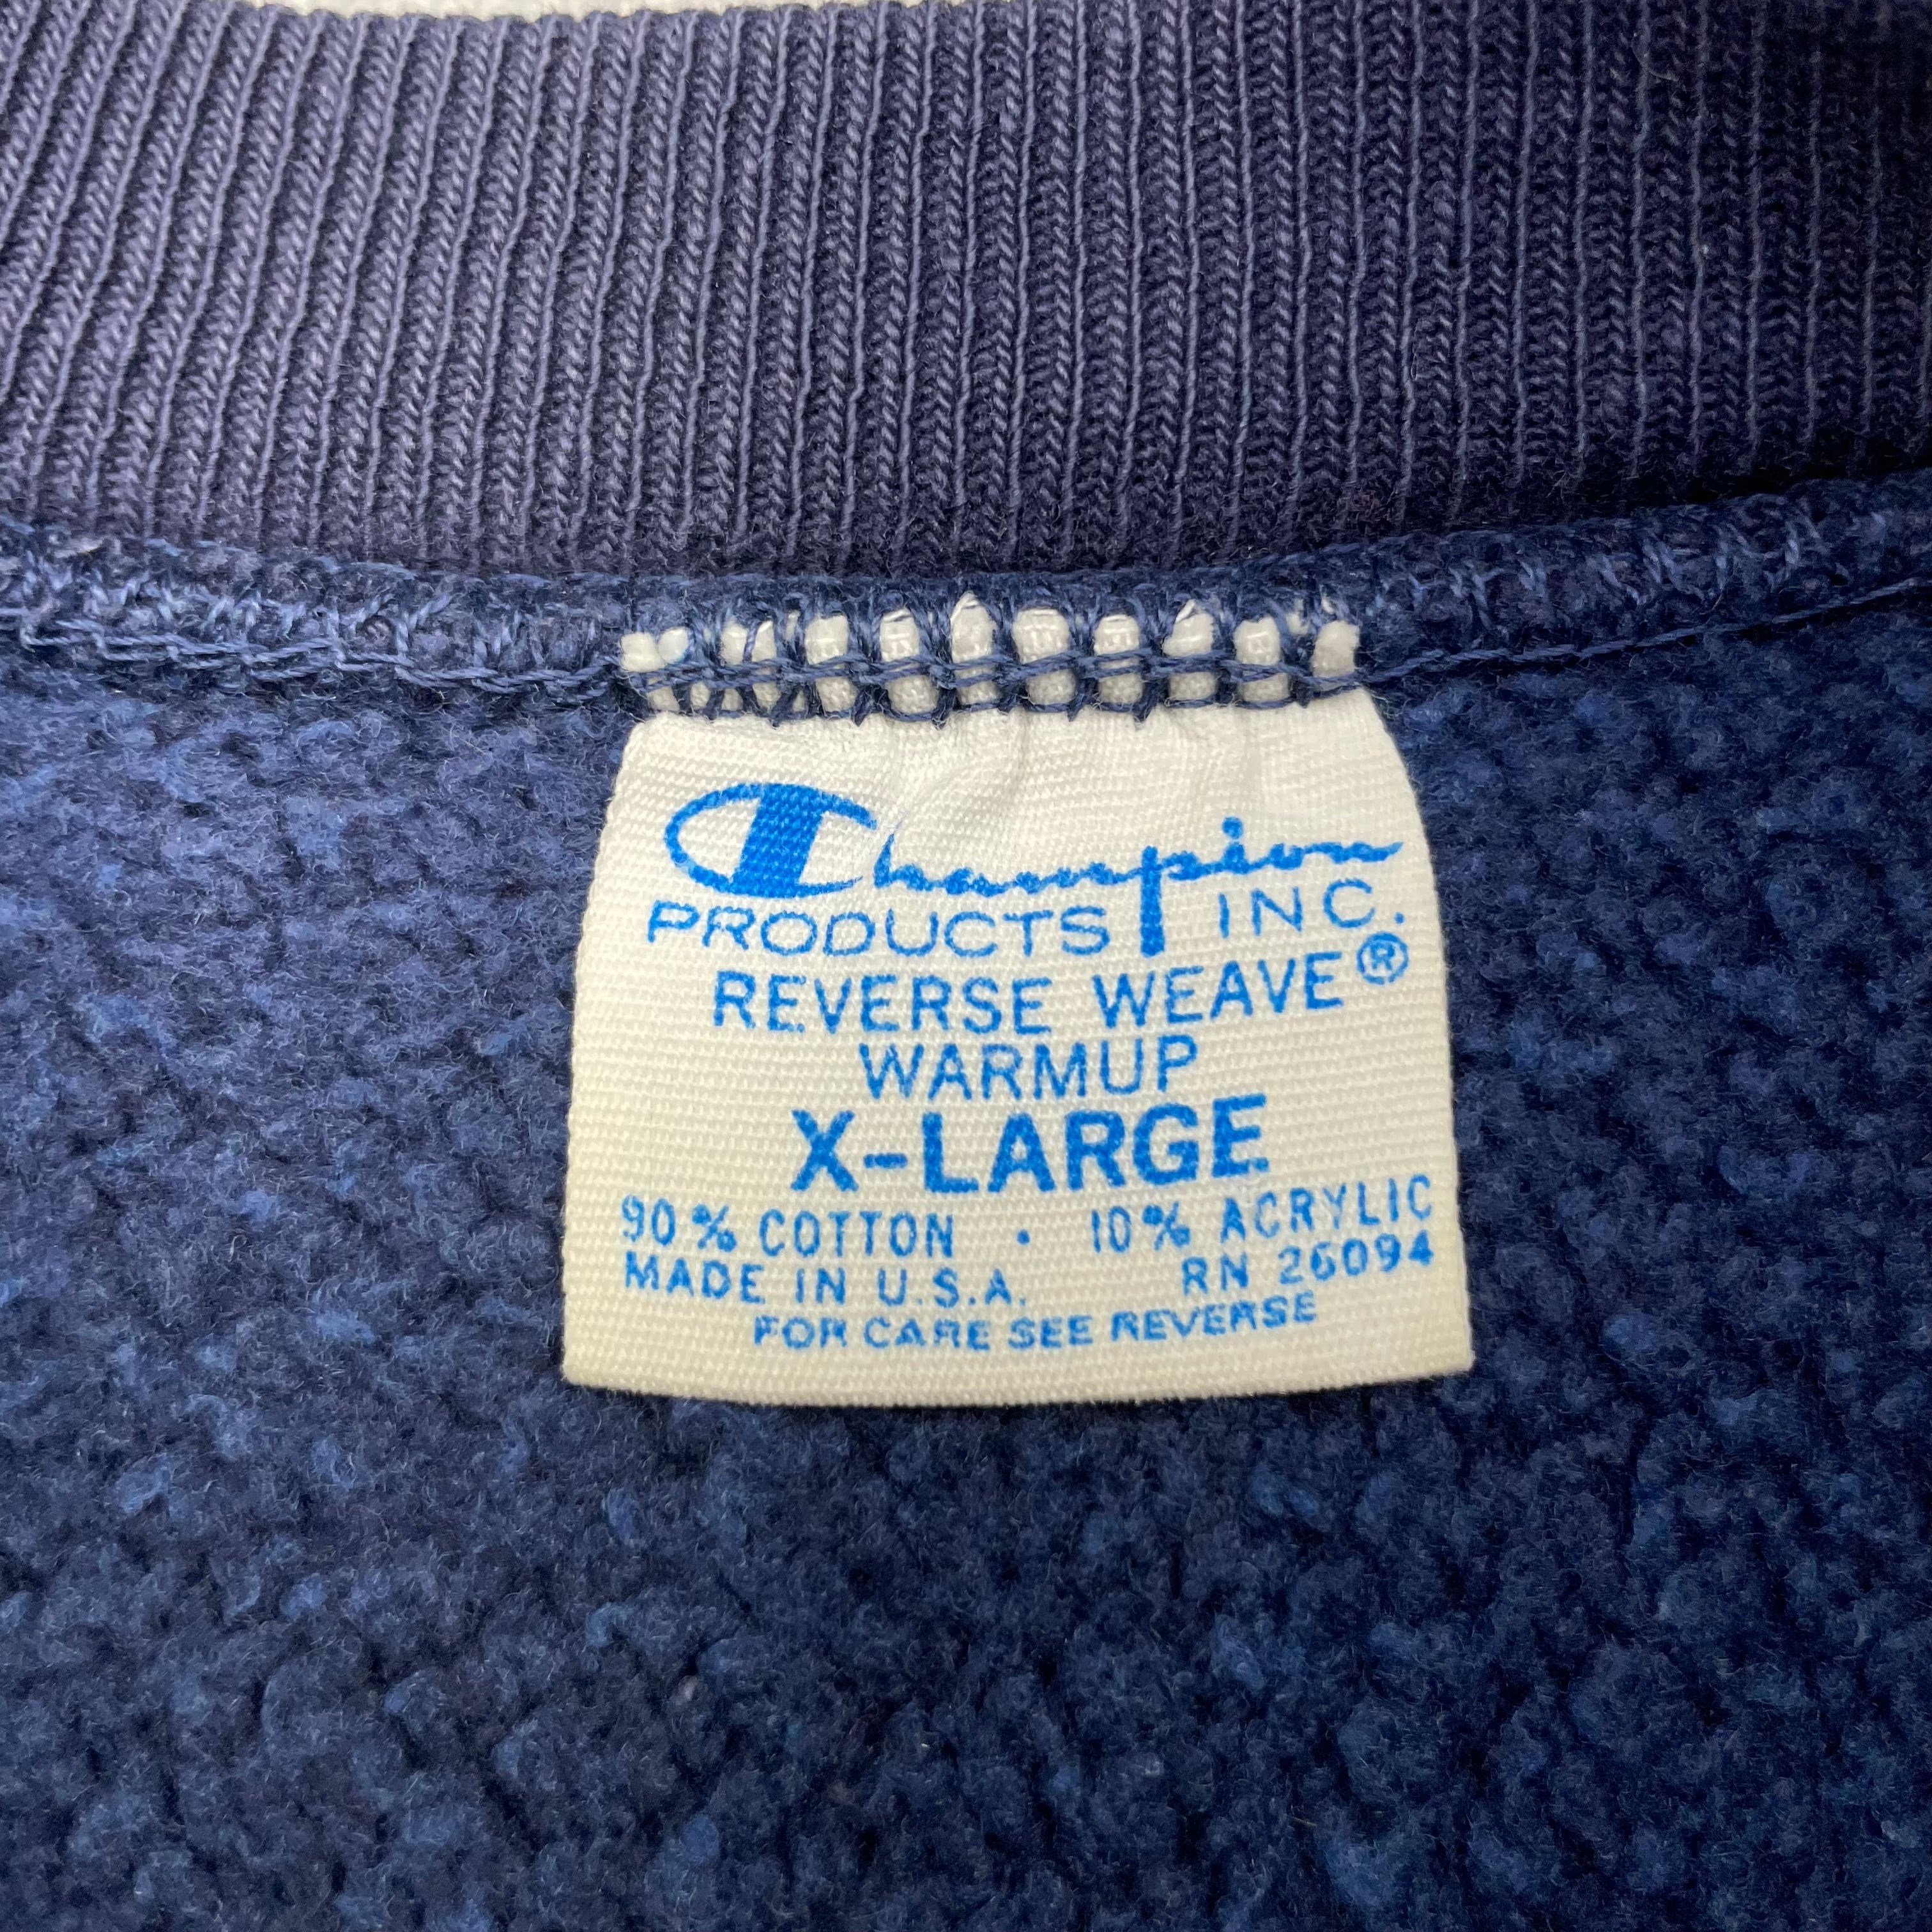 Champion
PRODUCTS INC.
REVERSE WEAVE®
WARMUP
X-LARGE
90% COTTON · 10% ACRYLIC
MADE IN U.S.A. RN 26094
FOR CARE SEE REVERSE